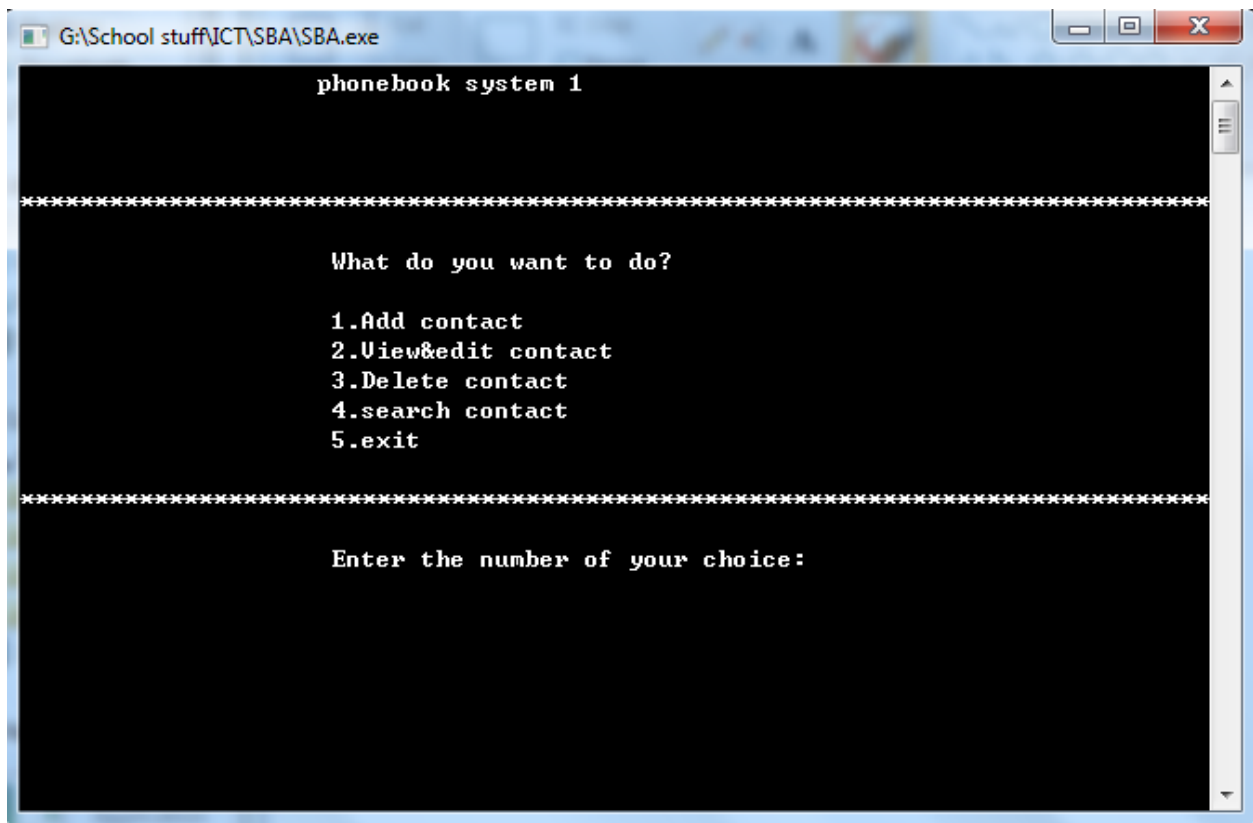 G:\School stuff\ICT\SBA\SBA.exe
phonebook system 1
********************************************************************************
What do you want to do?
1.Add contact
2.View&edit contact
3.Delete contact
4.search contact
5.exit
********************************************************************************
Enter the number of your choice: